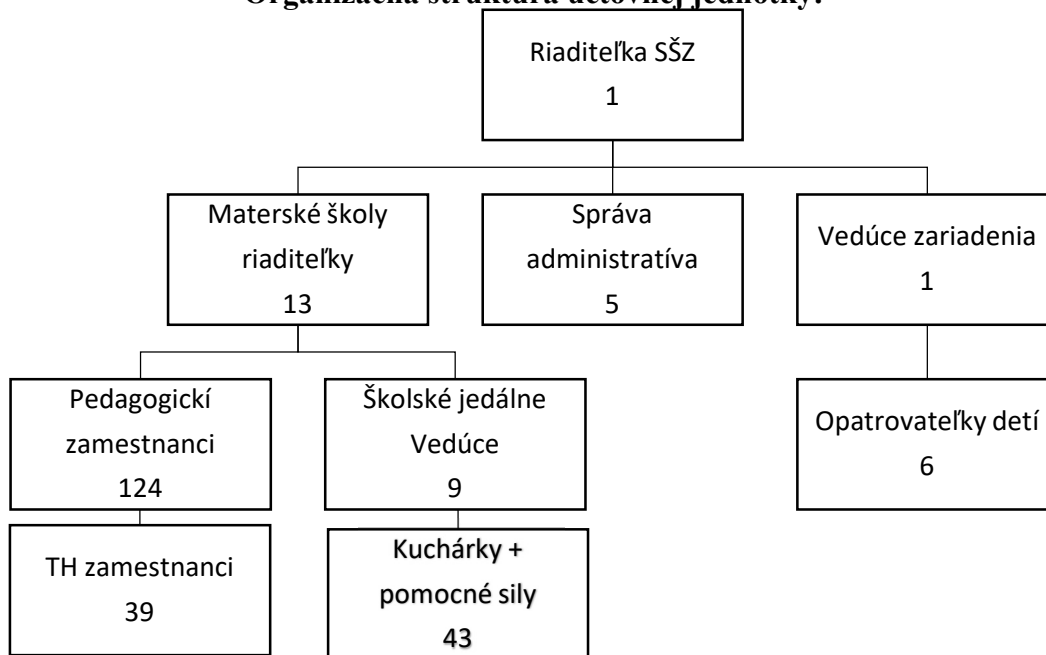 Organizačná štruktúra účtovnej jednotky:
Riaditeľka SŠZ
1
Materské školy
riaditeľky
13
Správa
administratíva
5
Vedúce zariadenia
1
Pedagogickí
zamestnanci
124
Školské jedálne
Vedúce
9
Opatrovateľky detí
6
TH zamestnanci
39
Kuchárky +
pomocné sily
43